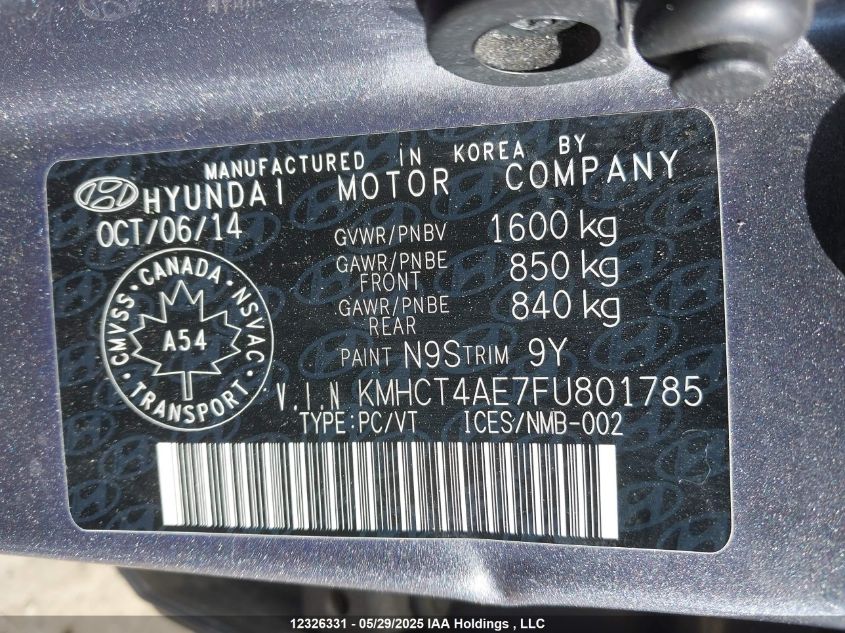 MANUFACTURED IN KOREA BY
HYUNDAI MOTOR COMPANY
OCT/06/14
GVWR/PNBV 1600 kg
GAWR/PNBE FRONT 850 kg
GAWR/PNBE REAR 840 kg
CANADA · NSVAC · TRANSPORT · CMVSS ·
A54
PAINT N9S TRIM 9Y
V.I.N KMHCT4AE7FU801785
TYPE:PC/VT ICES/NMB-002
12326331 - 05/29/2025 IAA Holdings , LLC